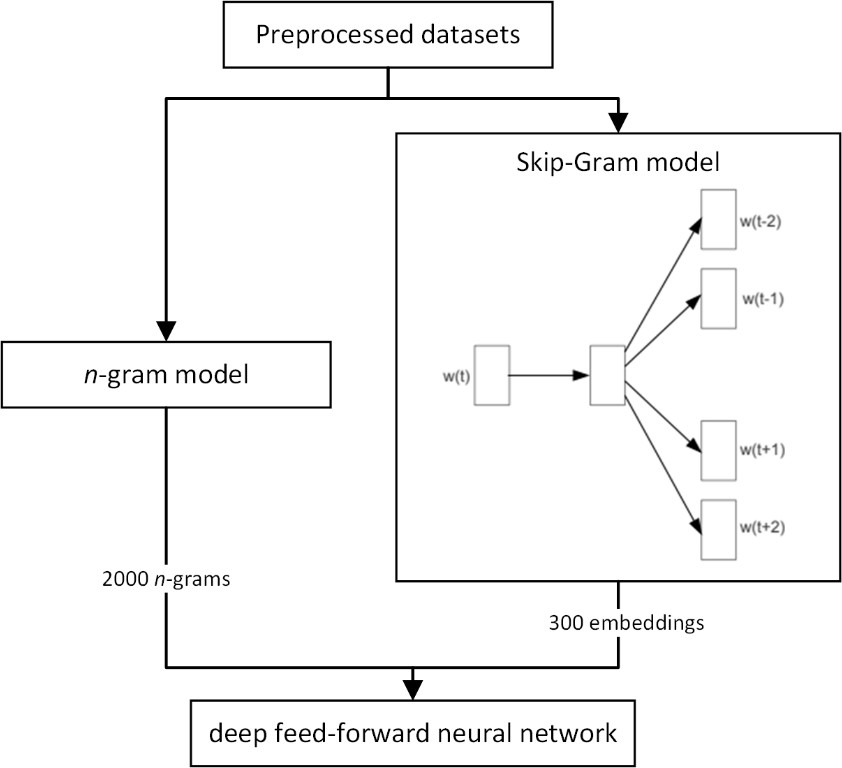 Preprocessed datasets
Skip-Gram model
w(t-2)
w(t-1)
w(t)
w(t+1)
w(t+2)
n-gram model
2000 n-grams
300 embeddings
deep feed-forward neural network